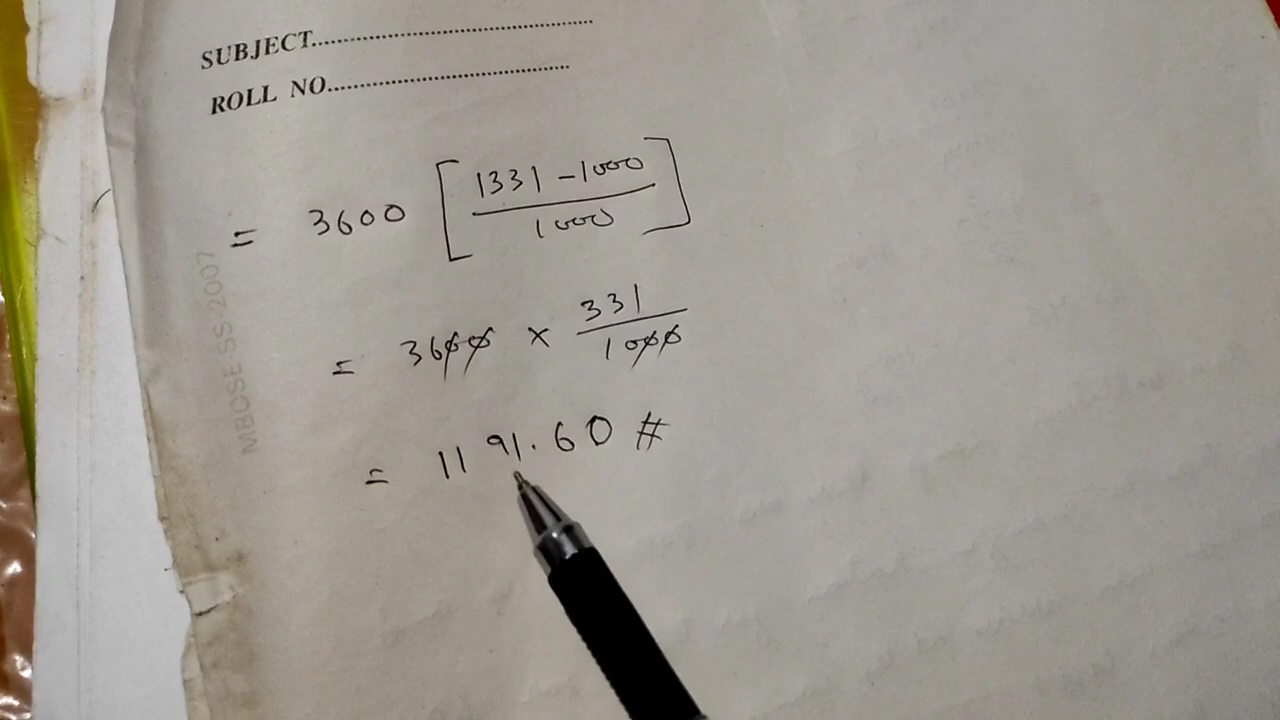 SUBJECT....................................................
ROLL NO.............................................
= 3600 [ 1331 - 1000 / 1000 ]
= 3600 × 331 / 1000
= 1191.60 #
MBOSE SS 2007